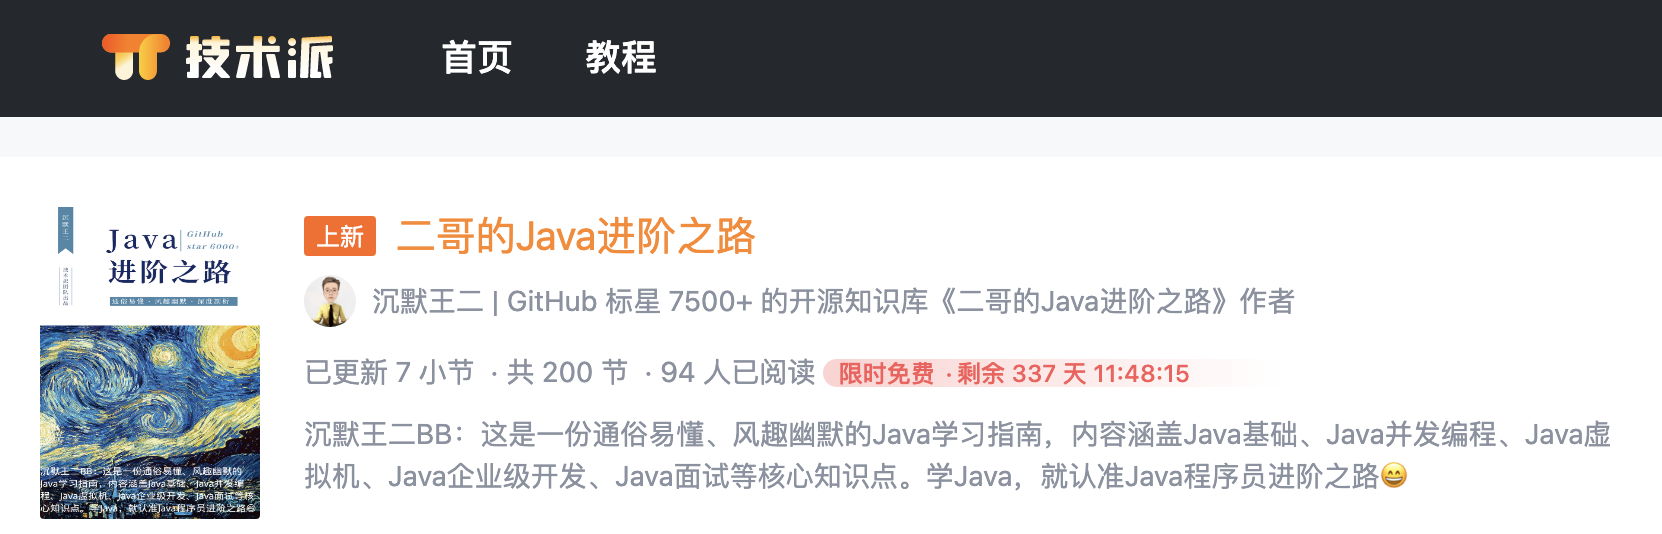 技术派 首页 教程
沉默王二
Java GitHub
star 6000+
进阶之路
技术派团队出品
通俗易懂 · 风趣幽默 · 深度剖析
沉默王二BB：这是一份通俗易懂、风趣幽默的
Java学习指南，内容涵盖Java基础、Java并发编
程、Java虚拟机、Java企业级开发、Java面试等核
心知识点。学Java，就认准Java程序员进阶之路😄
上新 二哥的Java进阶之路
沉默王二 | GitHub 标星 7500+ 的开源知识库《二哥的Java进阶之路》作者
已更新 7 小节 · 共 200 节 · 94 人已阅读 限时免费 · 剩余 337 天 11:48:15
沉默王二BB：这是一份通俗易懂、风趣幽默的Java学习指南，内容涵盖Java基础、Java并发编程、Java虚
拟机、Java企业级开发、Java面试等核心知识点。学Java，就认准Java程序员进阶之路😄